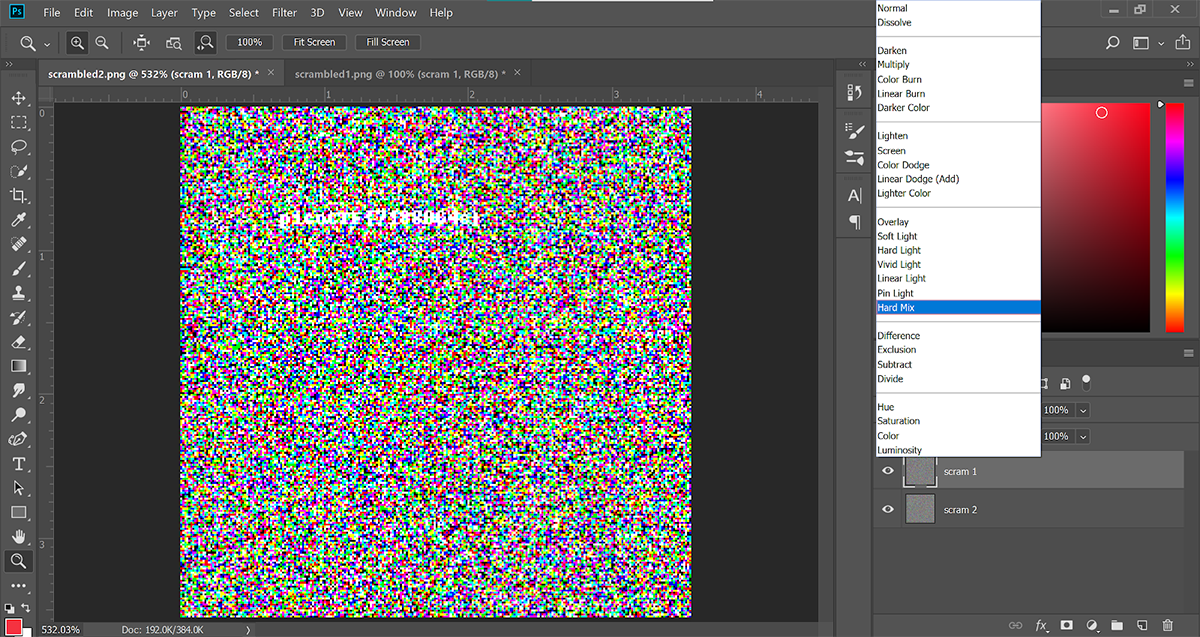 Ps File Edit Image Layer Type Select Filter 3D View Window Help
100% Fit Screen Fill Screen
scrambled2.png @ 532% (scram 1, RGB/8) * × scrambled1.png @ 100% (scram 1, RGB/8) * ×
0 1 2 3 4
0
1
2
3
Normal
Dissolve
Darken
Multiply
Color Burn
Linear Burn
Darker Color
Lighten
Screen
Color Dodge
Linear Dodge (Add)
Lighter Color
Overlay
Soft Light
Hard Light
Vivid Light
Linear Light
Pin Light
Hard Mix
Difference
Exclusion
Subtract
Divide
Hue
Saturation
Color
Luminosity
100%
100%
scram 1
scram 2
532.03% Doc: 192.0K/384.0K